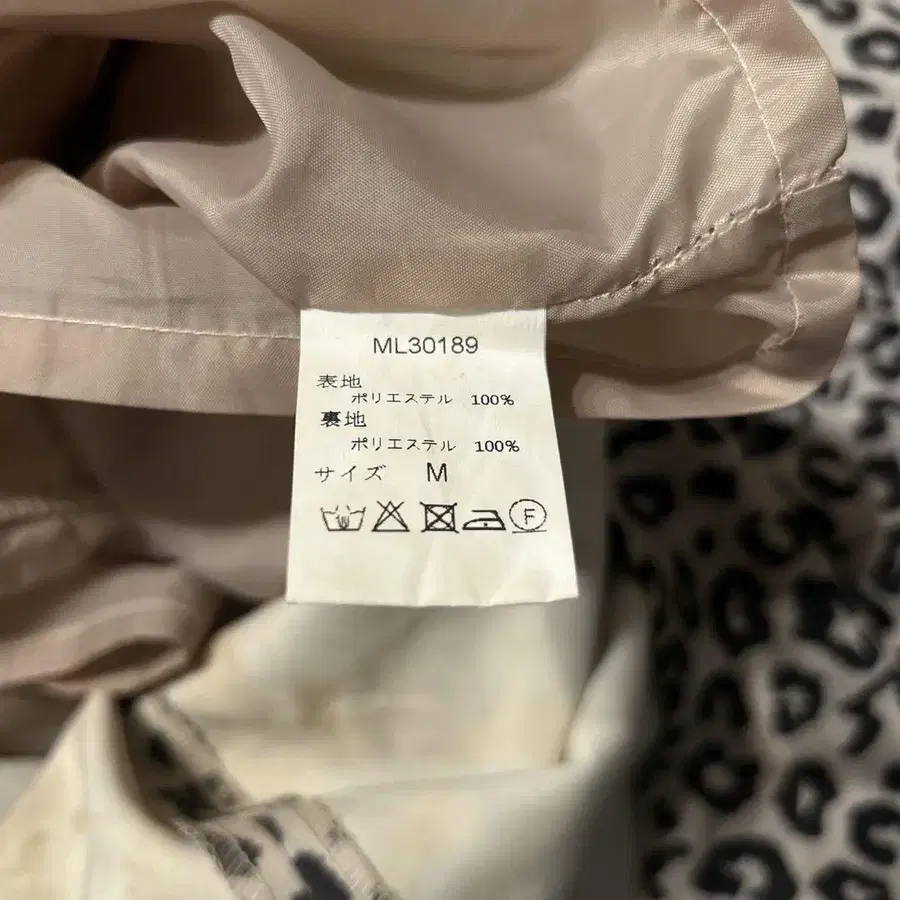 ML30189
表地
ポリエステル 100%
裏地
ポリエステル 100%
サイズ M
F